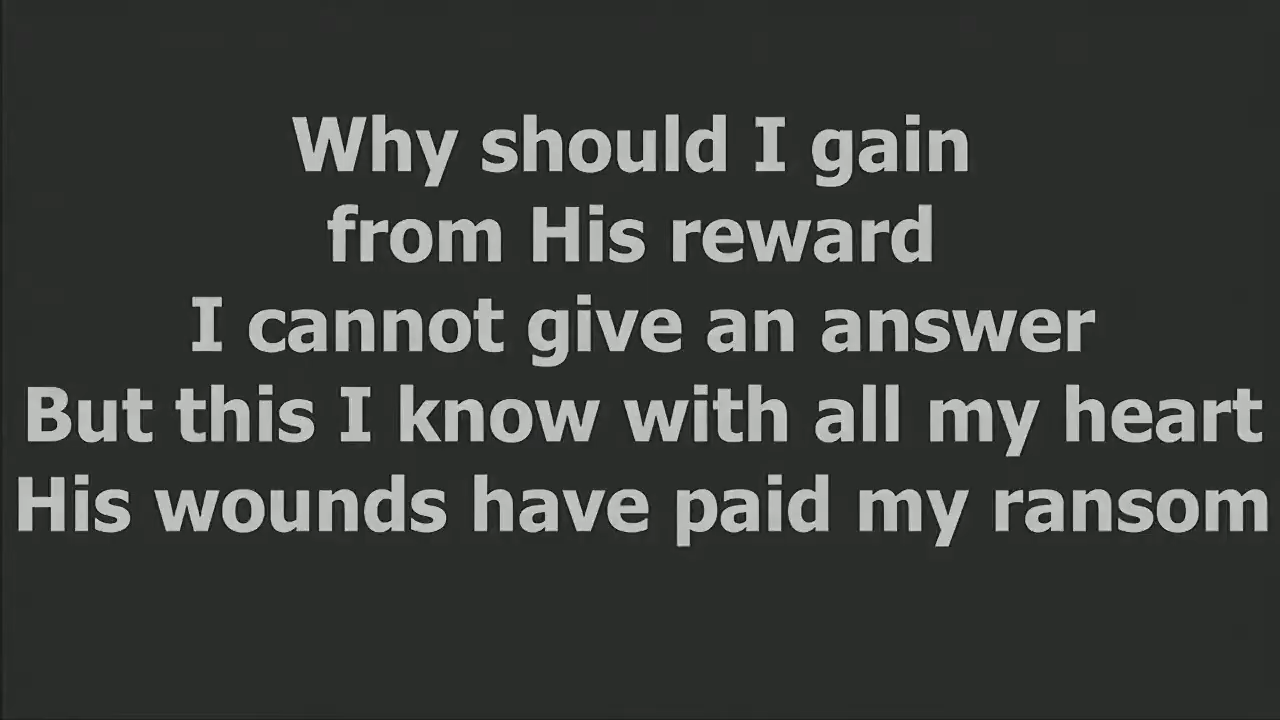 Why should I gain
from His reward
I cannot give an answer
But this I know with all my heart
His wounds have paid my ransom